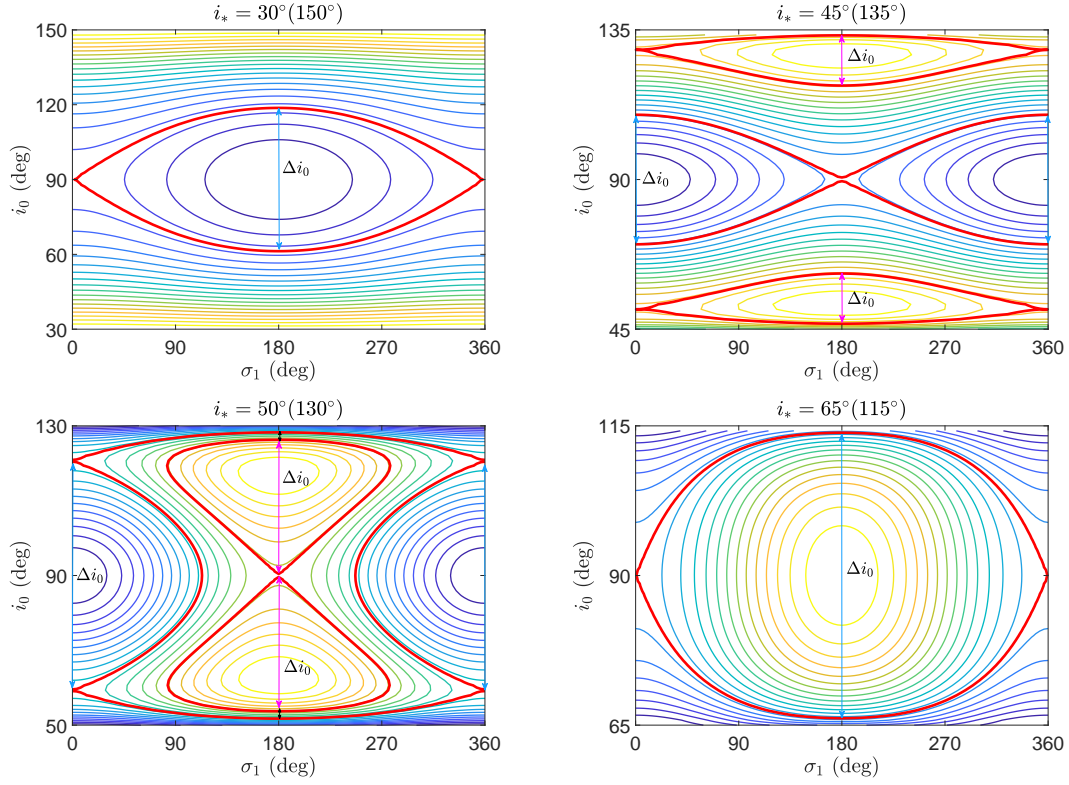 i* = 30°(150°)
150
120
90
60
30
i₀ (deg)
Δi₀
0 90 180 270 360
σ₁ (deg)
i* = 45°(135°)
135
90
45
i₀ (deg)
Δi₀
Δi₀
Δi₀
0 90 180 270 360
σ₁ (deg)
i* = 50°(130°)
130
90
50
i₀ (deg)
Δi₀
Δi₀
Δi₀
0 90 180 270 360
σ₁ (deg)
i* = 65°(115°)
115
90
65
i₀ (deg)
Δi₀
0 90 180 270 360
σ₁ (deg)